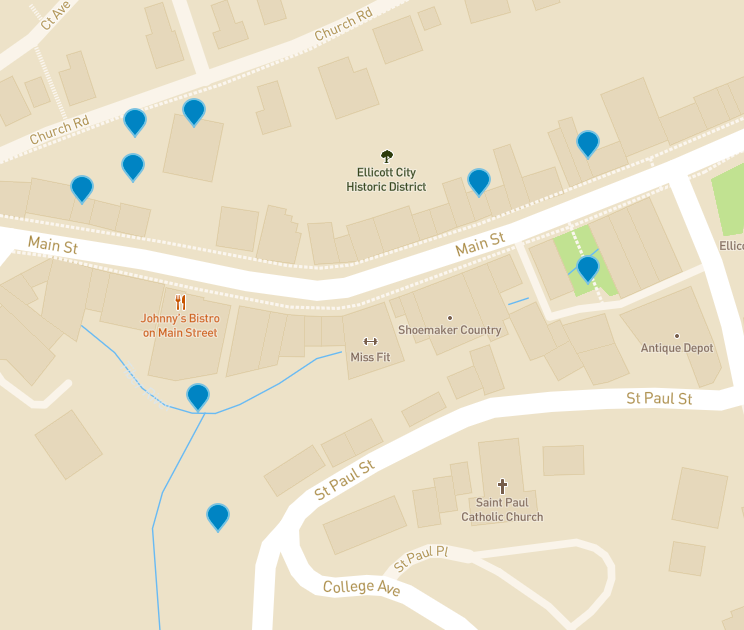 Ct Ave
Church Rd
Church Rd
Ellicott City
Historic District
Main St
Main St
Ellico
Johnny's Bistro
on Main Street
Shoemaker Country
Miss Fit
Antique Depot
St Paul St
St Paul St
Saint Paul
Catholic Church
St Paul Pl
College Ave